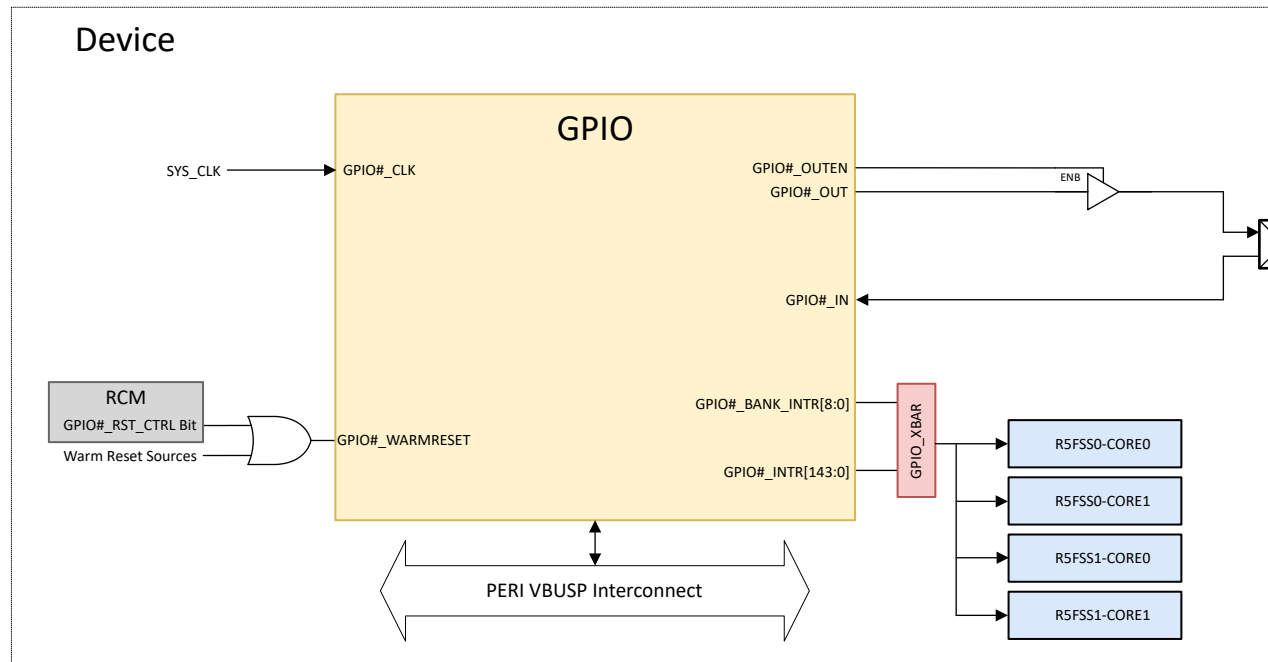 Device
GPIO
SYS_CLK
GPIO#_CLK
GPIO#_OUTEN
GPIO#_OUT
ENB
GPIO#_IN
RCM
GPIO#_RST_CTRL Bit
Warm Reset Sources
GPIO#_WARMRESET
GPIO#_BANK_INTR[8:0]
GPIO#_INTR[143:0]
GPIO_XBAR
R5FSS0-CORE0
R5FSS0-CORE1
R5FSS1-CORE0
R5FSS1-CORE1
PERI VBUSP Interconnect